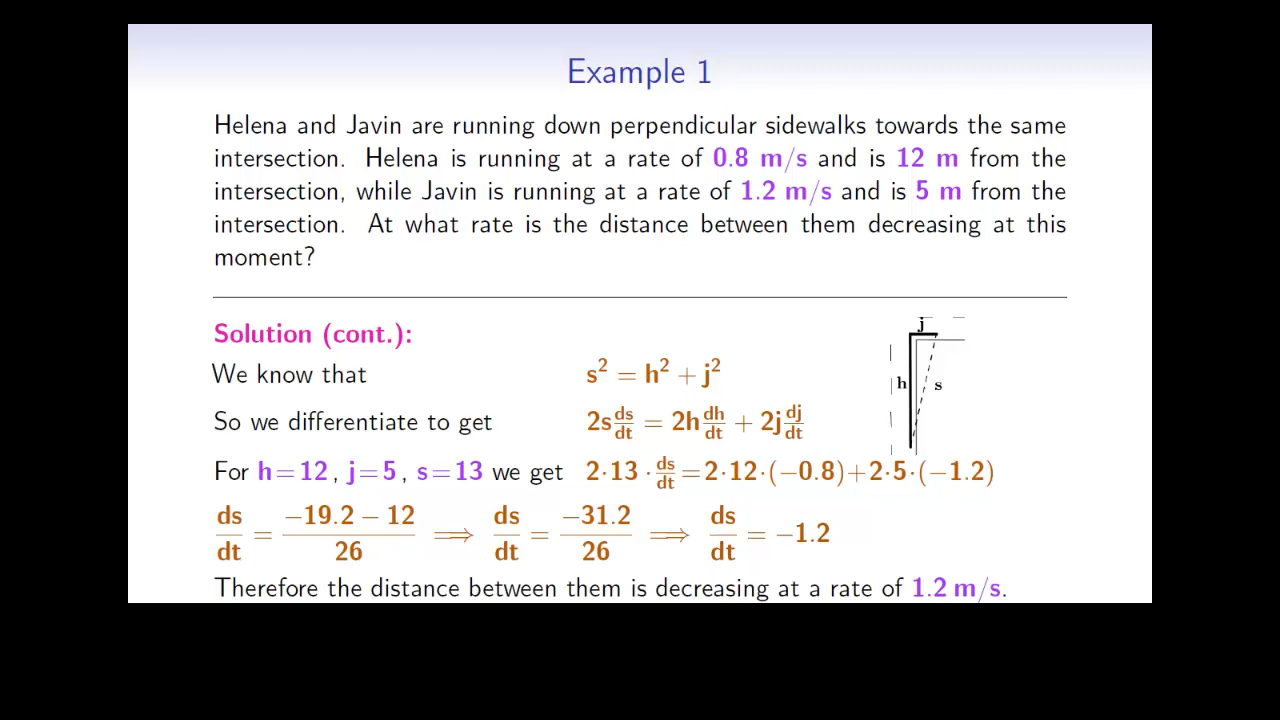 Example 1
Helena and Javin are running down perpendicular sidewalks towards the same
intersection. Helena is running at a rate of 0.8 m/s and is 12 m from the
intersection, while Javin is running at a rate of 1.2 m/s and is 5 m from the
intersection. At what rate is the distance between them decreasing at this
moment?
Solution (cont.):
j
We know that s² = h² + j²
h s
So we differentiate to get 2s ds/dt = 2h dh/dt + 2j dj/dt
For h=12, j=5, s=13 we get 2·13·ds/dt=2·12·(−0.8)+2·5·(−1.2)
ds/dt = (−19.2 − 12)/26 ⟹ ds/dt = −31.2/26 ⟹ ds/dt = −1.2
Therefore the distance between them is decreasing at a rate of 1.2 m/s.